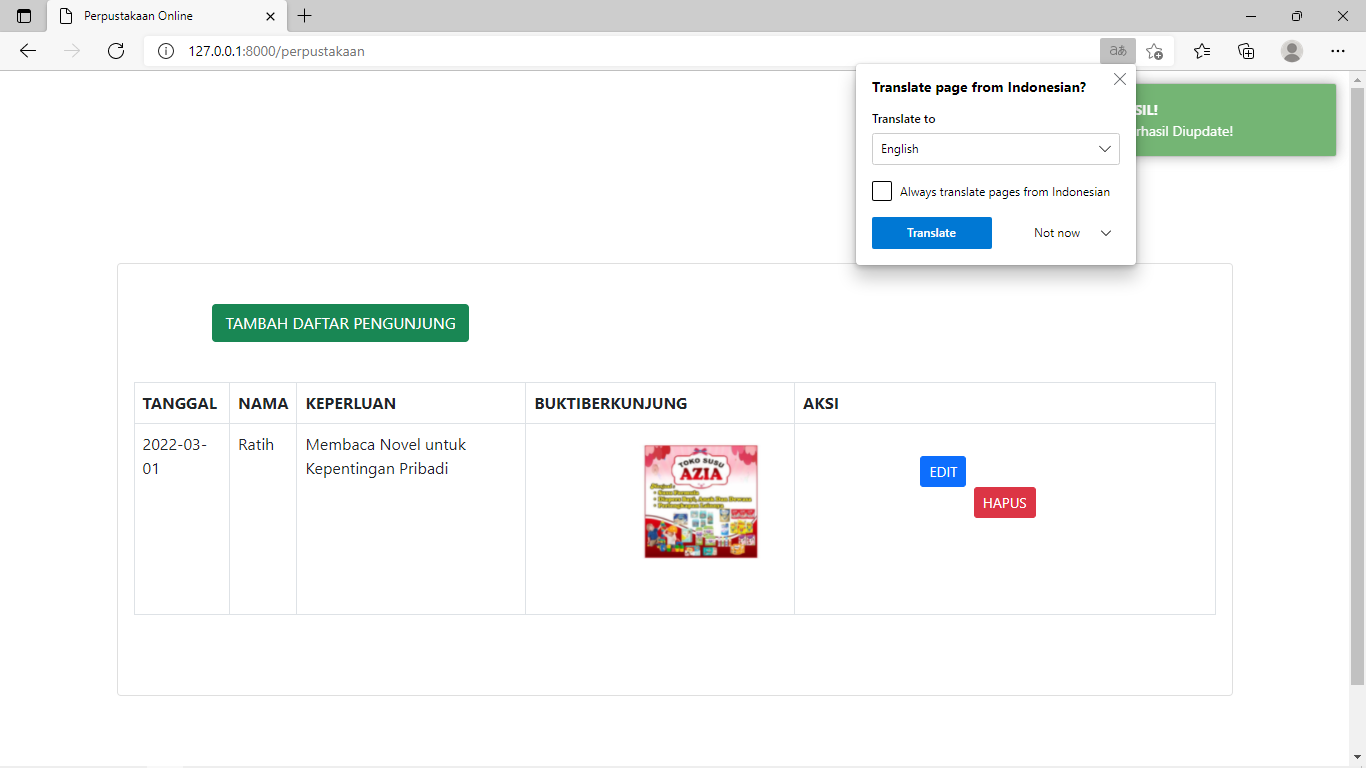 Perpustakaan Online
127.0.0.1:8000/perpustakaan
Translate page from Indonesian?
Translate to
English
Always translate pages from Indonesian
Translate
Not now
SIL!
rhasil Diupdate!
TAMBAH DAFTAR PENGUNJUNG
TANGGAL NAMA KEPERLUAN BUKTIBERKUNJUNG AKSI
2022-03-
01
Ratih
Membaca Novel untuk
Kepentingan Pribadi
TOKO SUSU
AZIA
EDIT
HAPUS